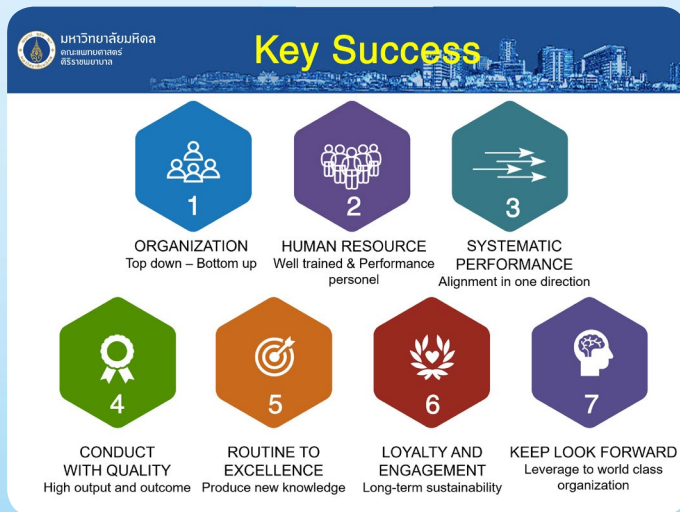 มหาวิทยาลัยมหิดล
คณะแพทยศาสตร์
ศิริราชพยาบาล
Key Success
1
ORGANIZATION
Top down – Bottom up
2
HUMAN RESOURCE
Well trained & Performance
personel
3
SYSTEMATIC
PERFORMANCE
Alignment in one direction
4
CONDUCT
WITH QUALITY
High output and outcome
5
ROUTINE TO
EXCELLENCE
Produce new knowledge
6
LOYALTY AND
ENGAGEMENT
Long-term sustainability
7
KEEP LOOK FORWARD
Leverage to world class
organization